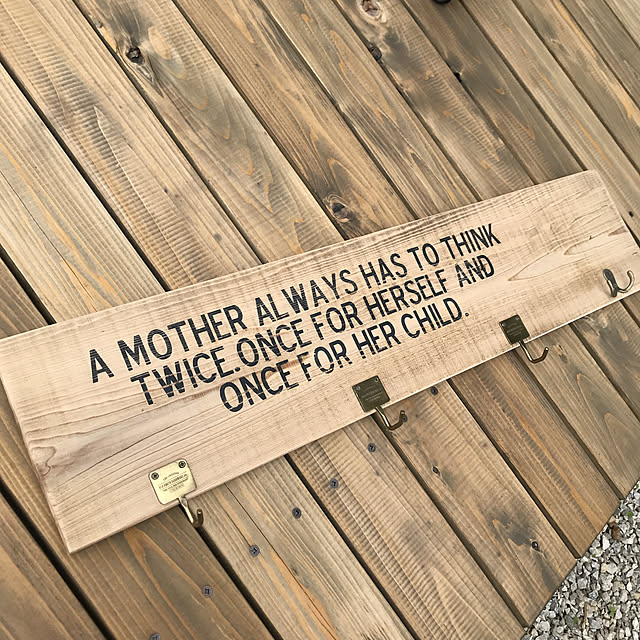 A MOTHER ALWAYS HAS TO THINK
TWICE. ONCE FOR HERSELF AND
ONCE FOR HER CHILD.